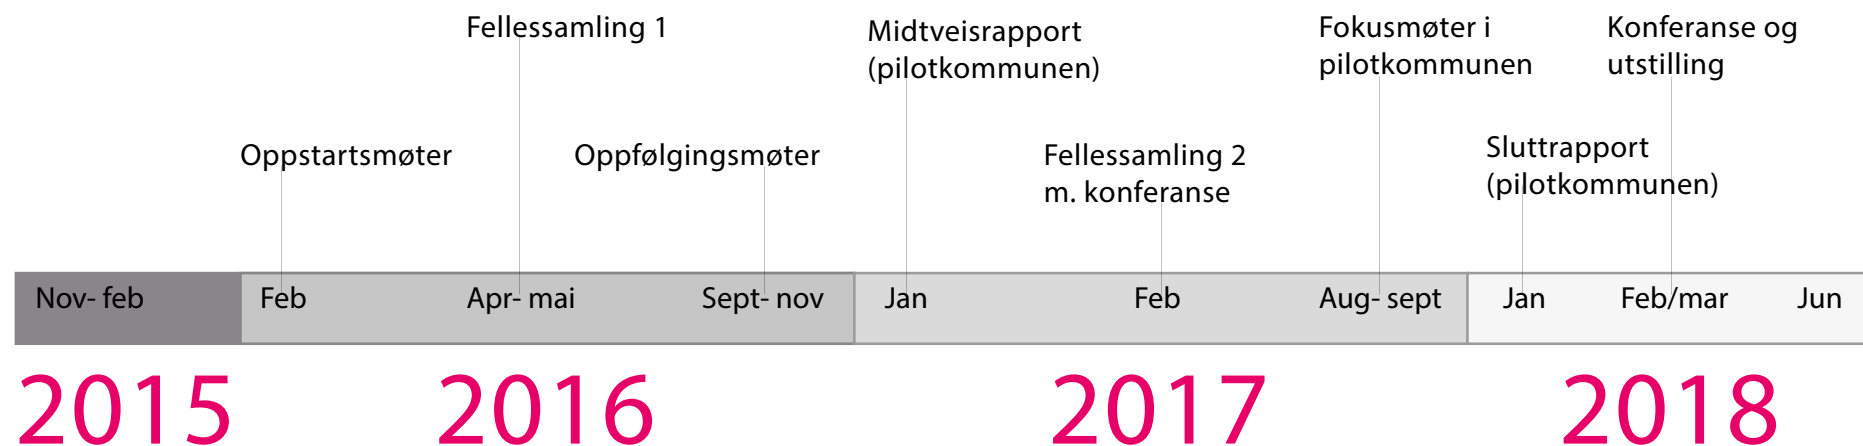 Fellessamling 1
Midtveisrapport
(pilotkommunen)
Fokusmøter i
pilotkommunen
Konferanse og
utstilling
Oppstartsmøter
Oppfølgingsmøter
Fellessamling 2
m. konferanse
Sluttrapport
(pilotkommunen)
Nov- feb
Feb
Apr- mai
Sept- nov
Jan
Feb
Aug- sept
Jan
Feb/mar
Jun
2015
2016
2017
2018